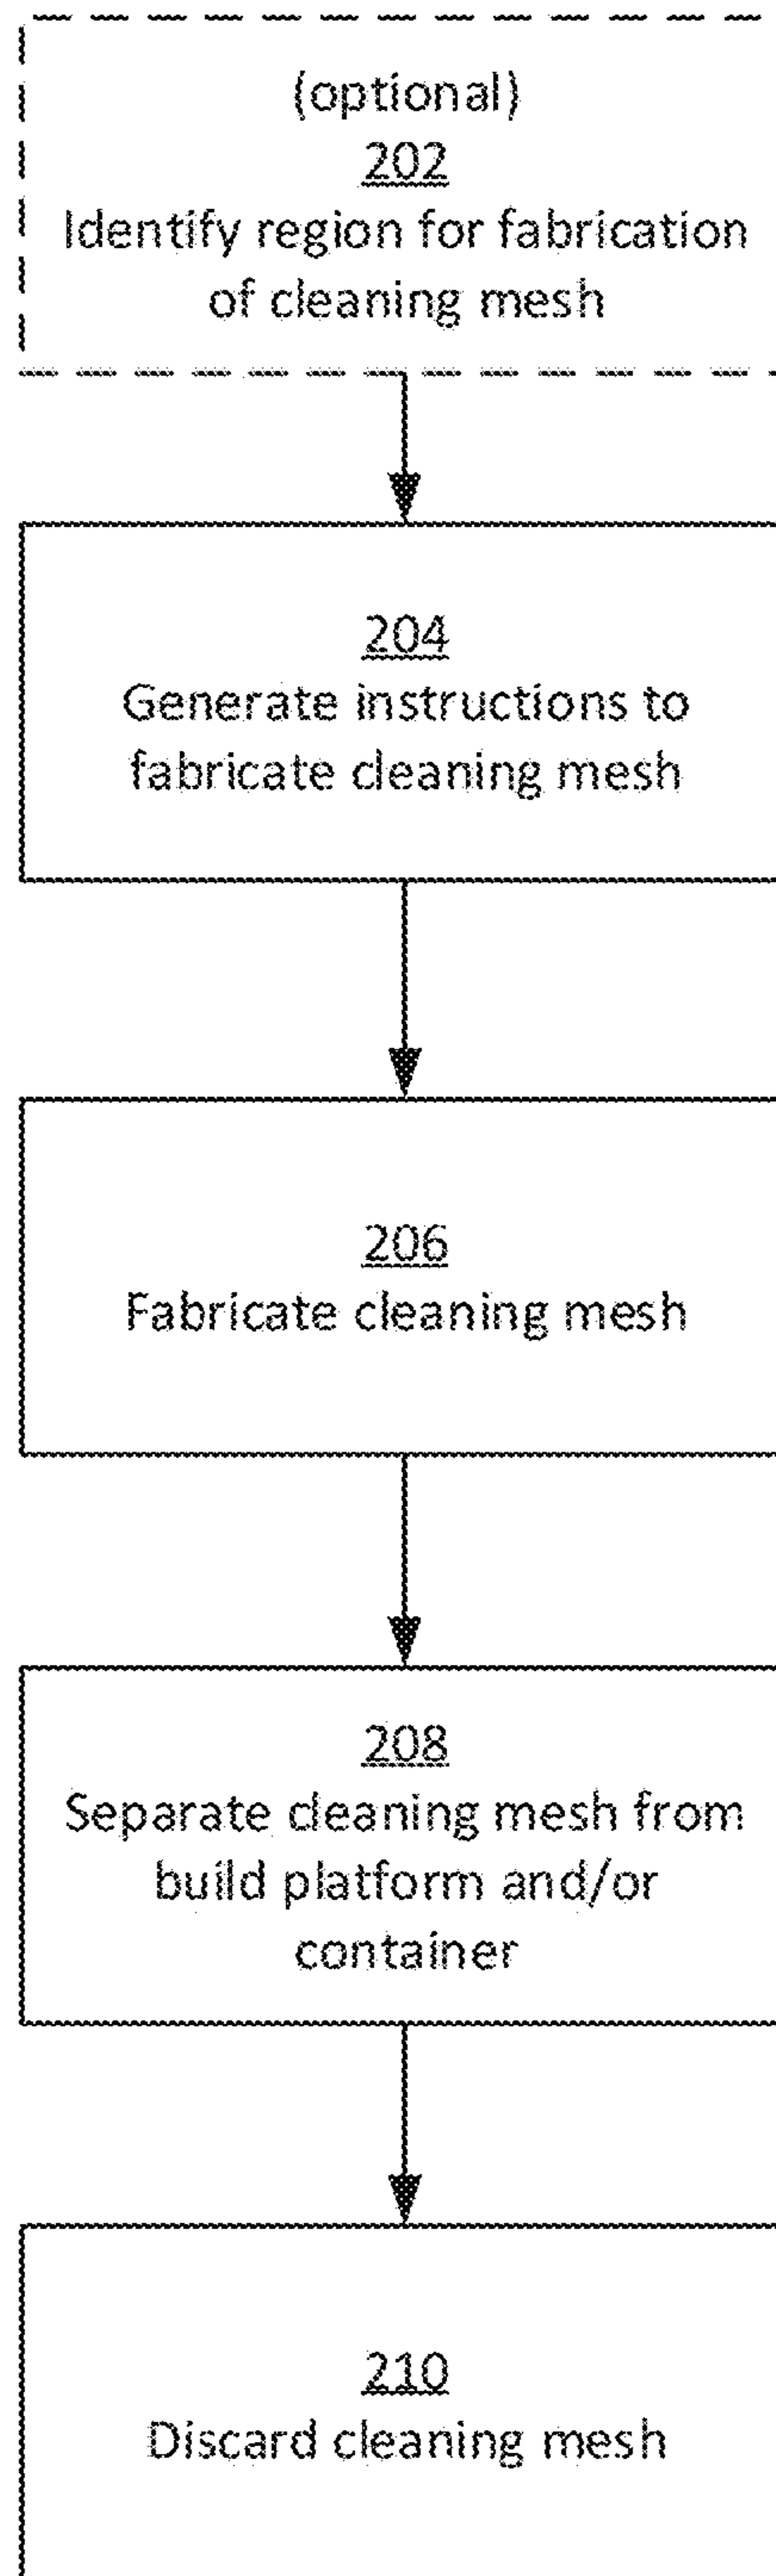 (optional)
202
Identify region for fabrication
of cleaning mesh
204
Generate instructions to
fabricate cleaning mesh
206
Fabricate cleaning mesh
208
Separate cleaning mesh from
build platform and/or
container
210
Discard cleaning mesh